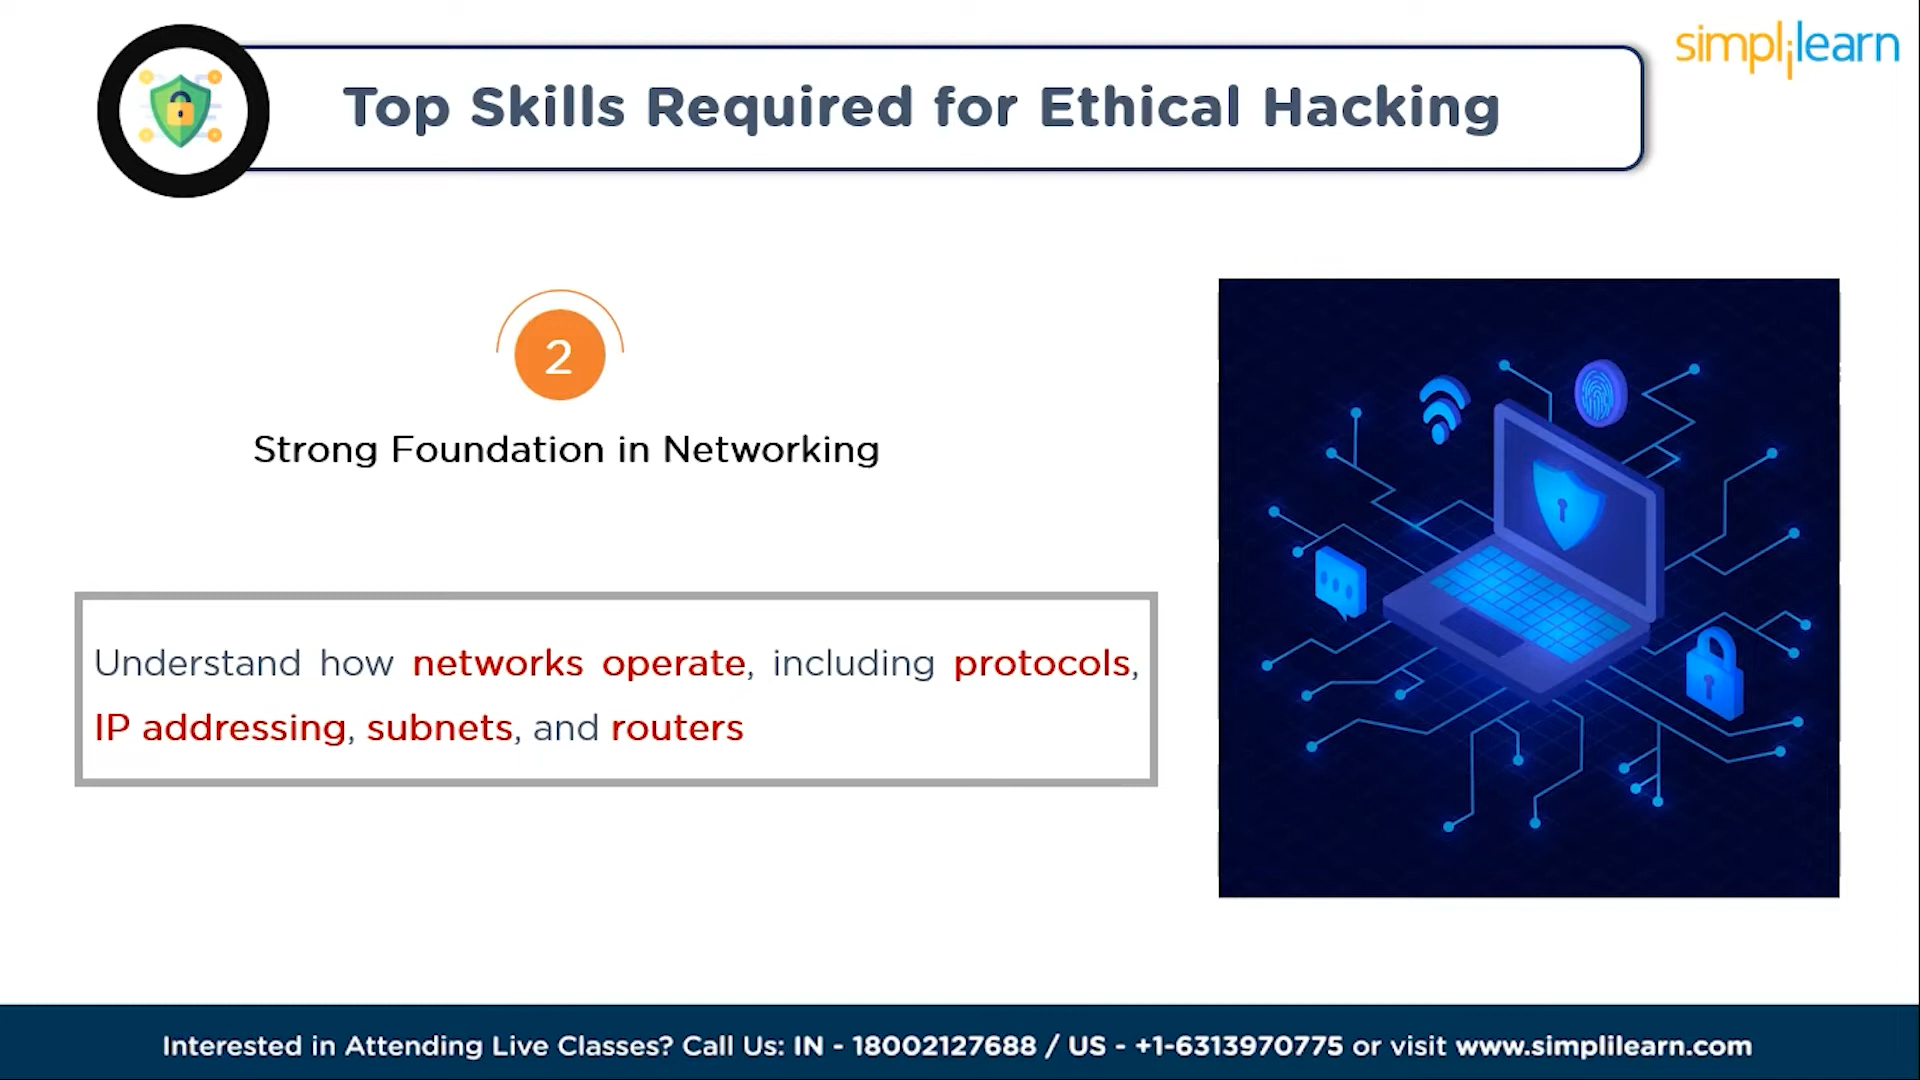 simplilearn
Top Skills Required for Ethical Hacking
2
Strong Foundation in Networking
Understand how networks operate, including protocols,
IP addressing, subnets, and routers
Interested in Attending Live Classes? Call Us: IN - 18002127688 / US - +1-6313970775 or visit www.simplilearn.com